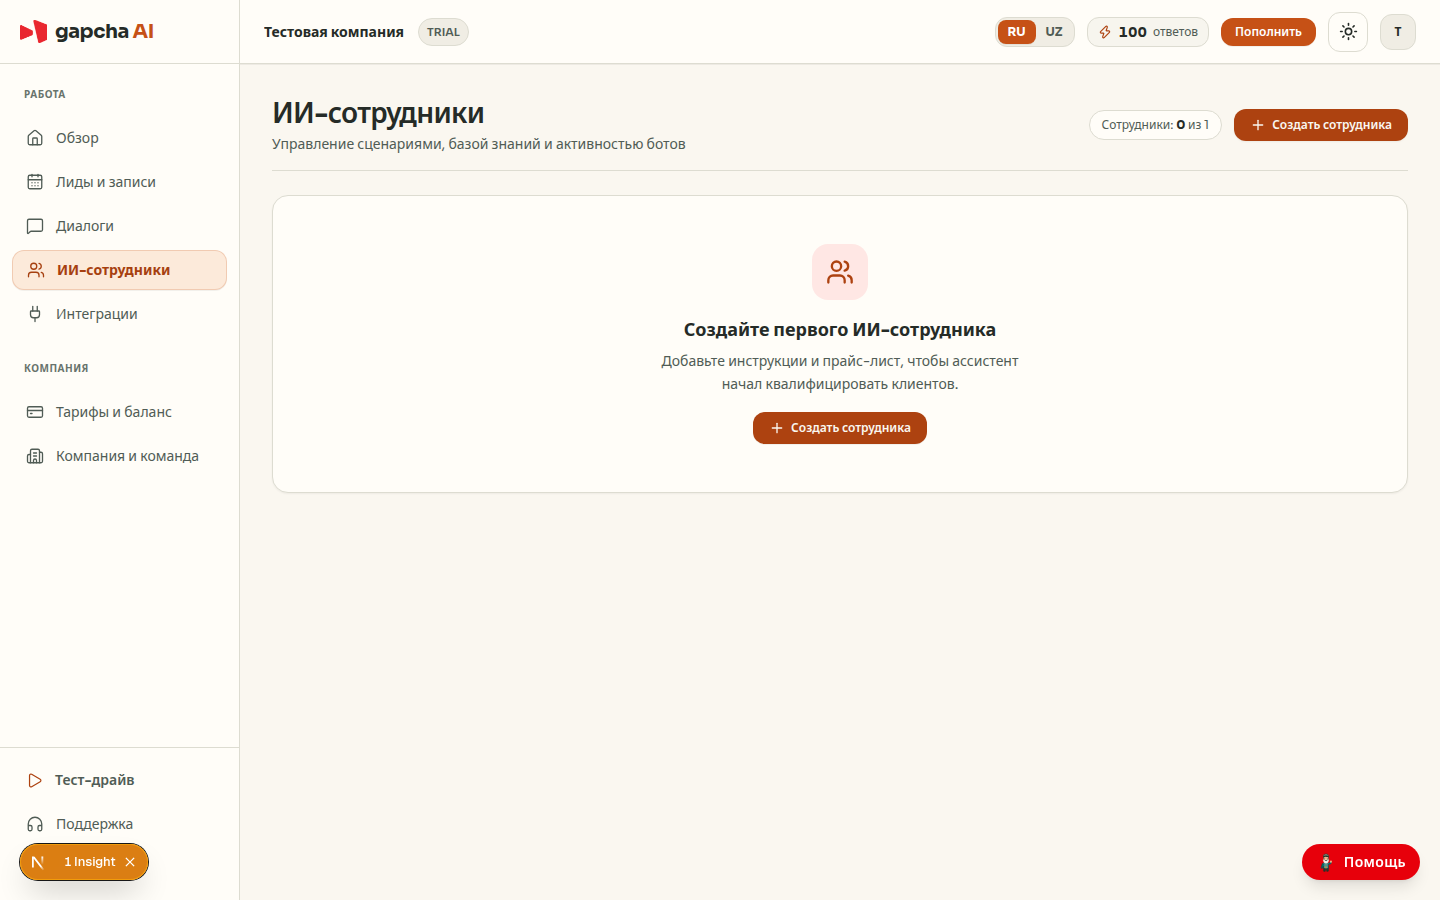 gapcha AI
Тестовая компания TRIAL RU UZ 100 ответов Пополнить T
РАБОТА
Обзор
Лиды и записи
Диалоги
ИИ-сотрудники
Интеграции
КОМПАНИЯ
Тарифы и баланс
Компания и команда
Тест-драйв
Поддержка
1 Insight
ИИ-сотрудники
Управление сценариями, базой знаний и активностью ботов
Сотрудники: 0 из 1
Создать сотрудника
Создайте первого ИИ-сотрудника
Добавьте инструкции и прайс-лист, чтобы ассистент
начал квалифицировать клиентов.
Создать сотрудника
Помощь